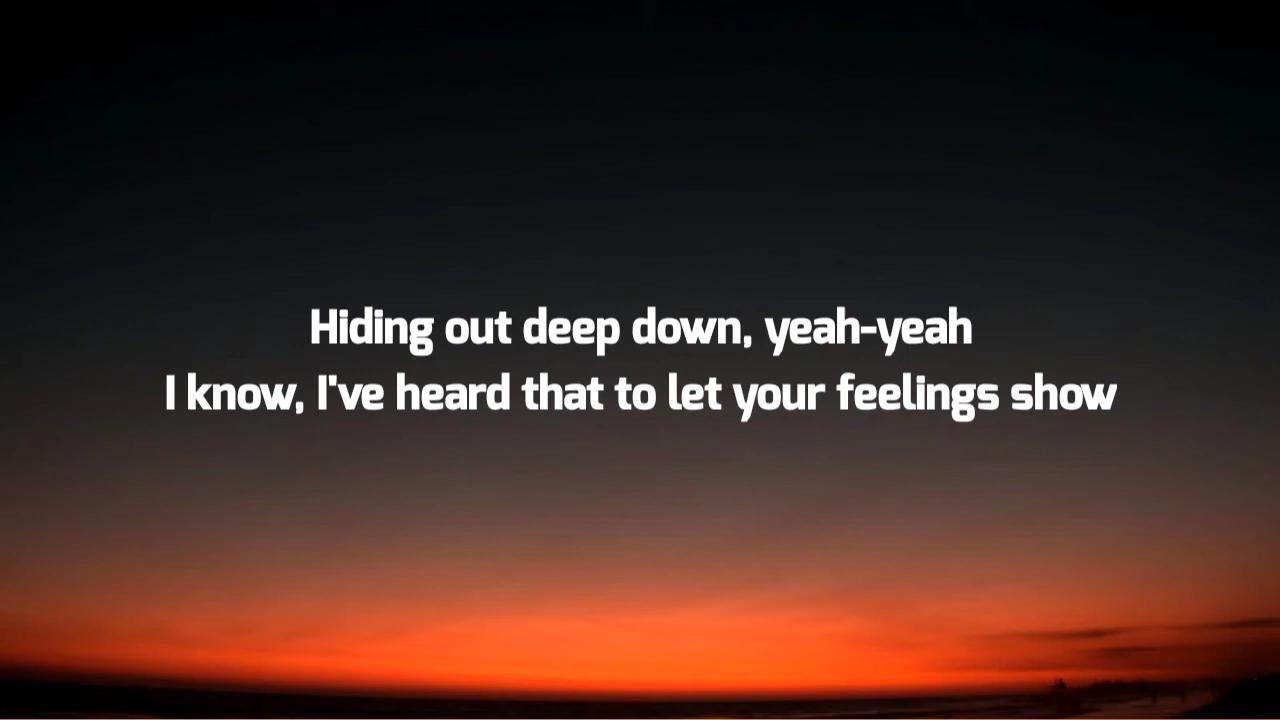 Hiding out deep down, yeah-yeah
I know, I've heard that to let your feelings show